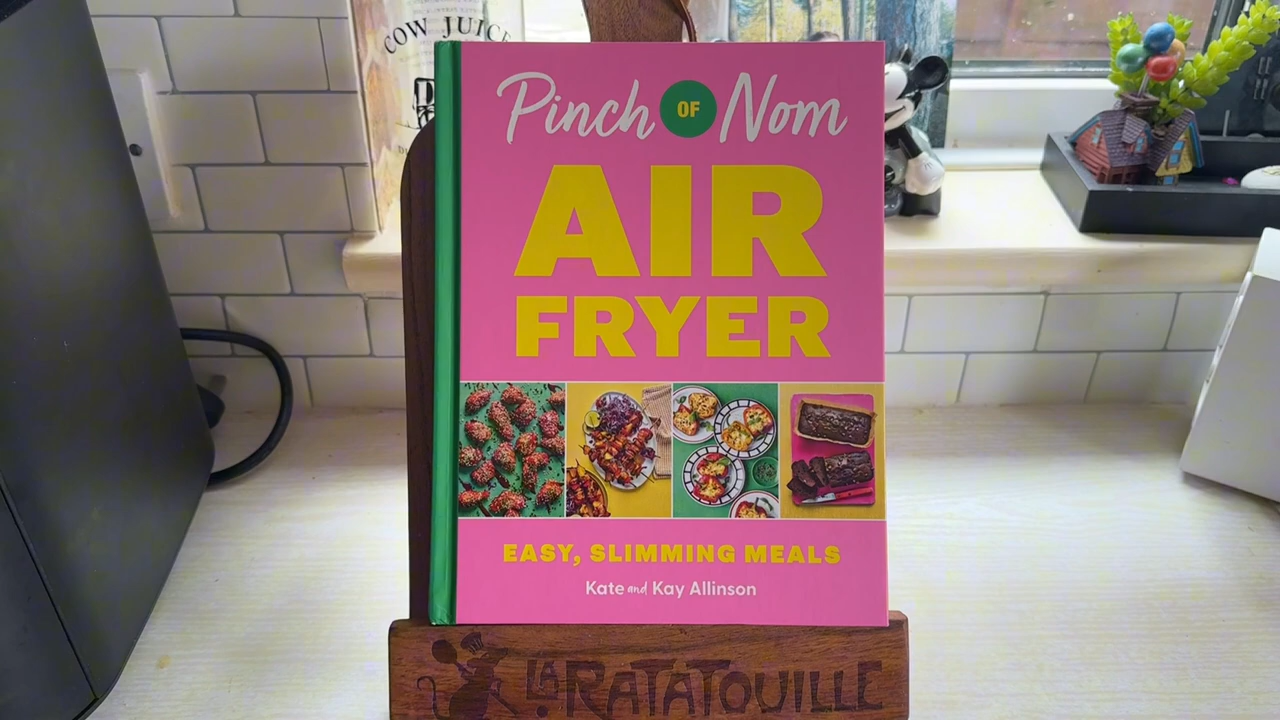 COW JUICE
Pinch OF Nom
AIR
FRYER
EASY, SLIMMING MEALS
Kate and Kay Allinson
LA RATATOUILLE